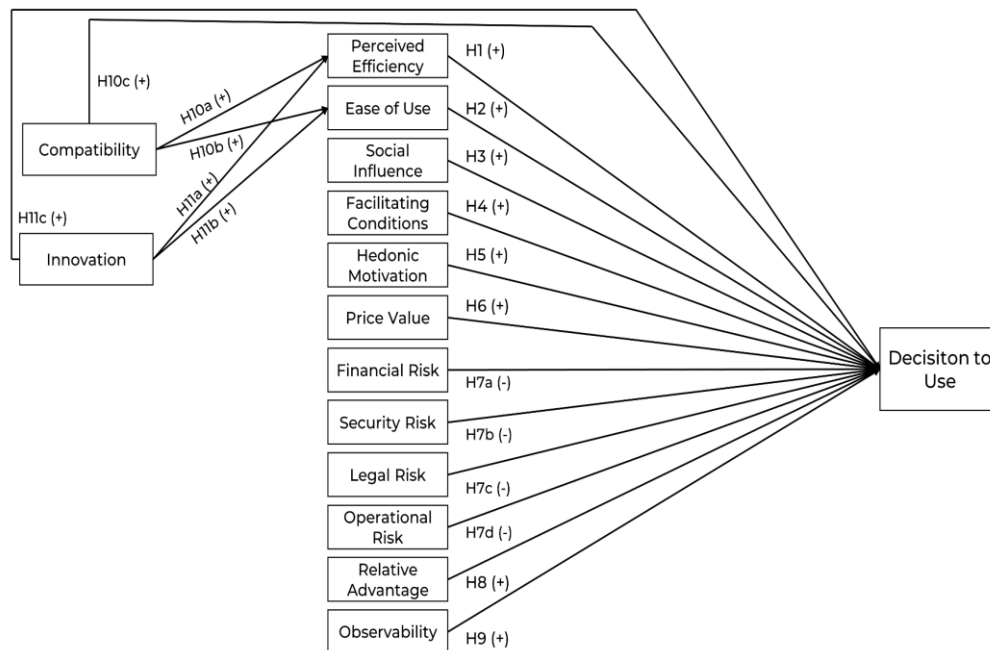 Perceived
Efficiency
H1 (+)
H10c (+)
H10a (+)
Ease of Use
H2 (+)
Compatibility
H10b (+)
Social
Influence
H3 (+)
H11a (+)
Facilitating
Conditions
H4 (+)
H11c (+)
H11b (+)
Innovation
Hedonic
Motivation
H5 (+)
Price Value
H6 (+)
Decisiton to
Use
Financial Risk
H7a (-)
Security Risk
H7b (-)
Legal Risk
H7c (-)
Operational
Risk
H7d (-)
Relative
Advantage
H8 (+)
Observability
H9 (+)